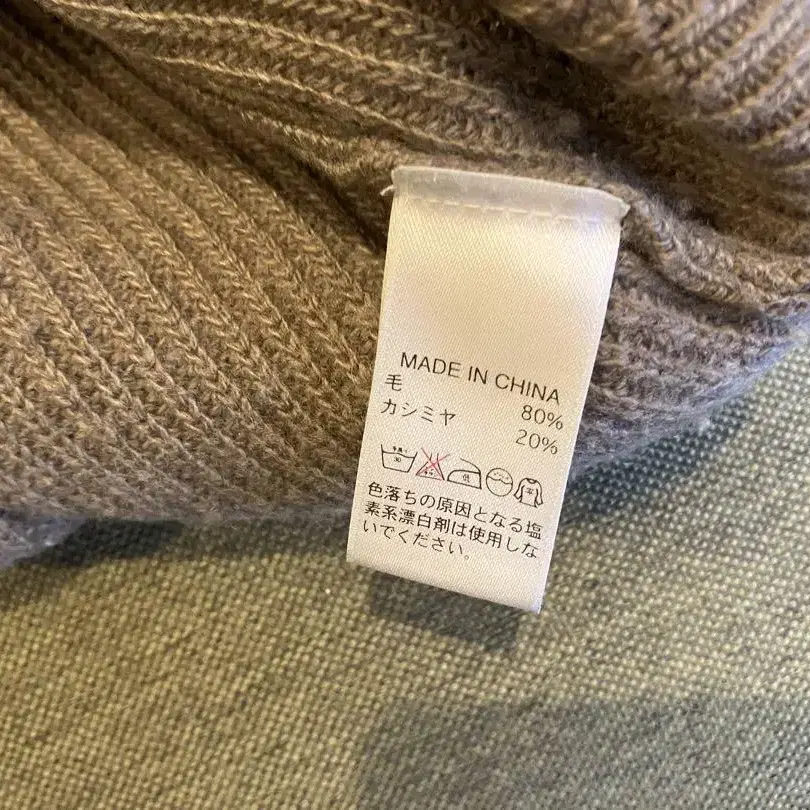 MADE IN CHINA
毛 80%
カシミヤ 20%
30
色落ちの原因となる塩
素系漂白剤は使用しな
いでください。